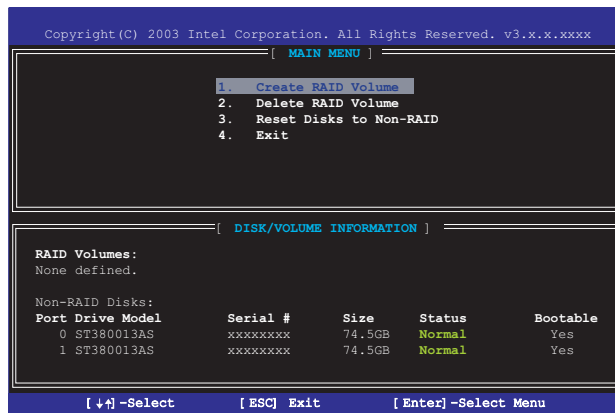 Copyright(C) 2003 Intel Corporation. All Rights Reserved. v3.x.x.xxxx
[ MAIN MENU ]
1. Create RAID Volume
2. Delete RAID Volume
3. Reset Disks to Non-RAID
4. Exit
[ DISK/VOLUME INFORMATION ]
RAID Volumes:
None defined.
Non-RAID Disks:
Port Drive Model Serial # Size Status Bootable
0 ST380013AS xxxxxxxx 74.5GB Normal Yes
1 ST380013AS xxxxxxxx 74.5GB Normal Yes
[↓↑]-Select [ESC] Exit [Enter]-Select Menu